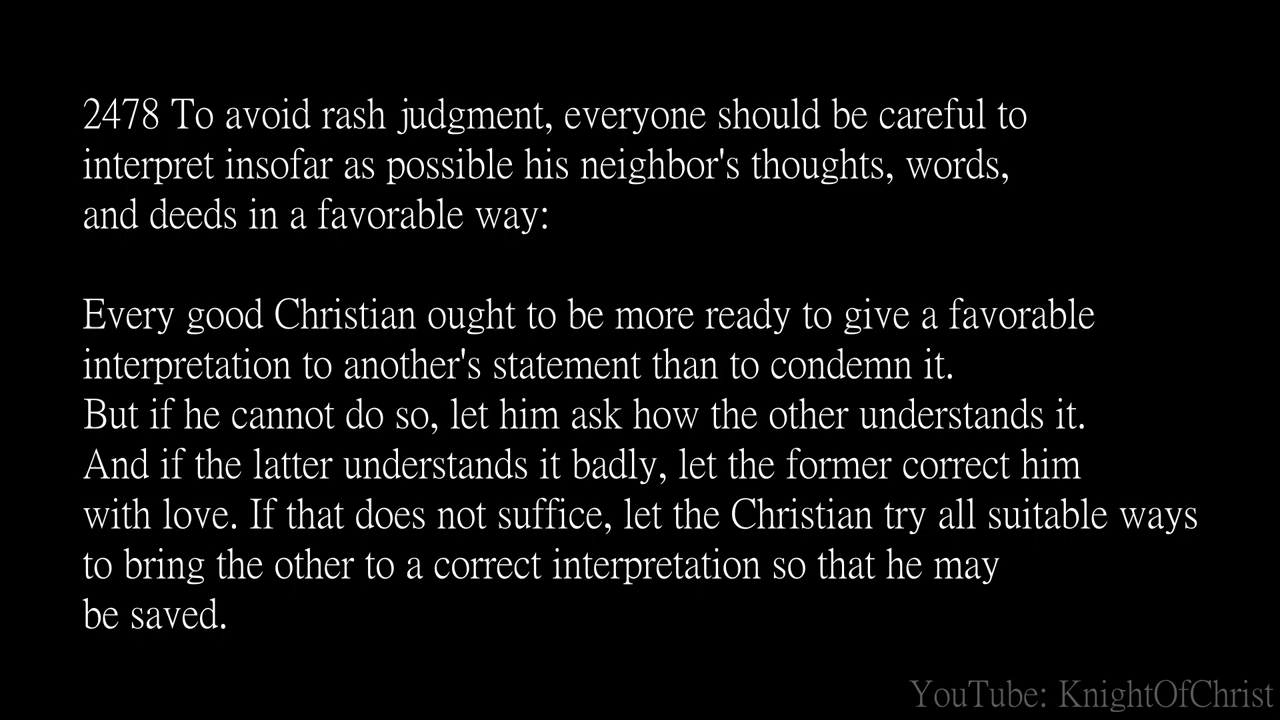 2478 To avoid rash judgment, everyone should be careful to
interpret insofar as possible his neighbor's thoughts, words,
and deeds in a favorable way:
Every good Christian ought to be more ready to give a favorable
interpretation to another's statement than to condemn it.
But if he cannot do so, let him ask how the other understands it.
And if the latter understands it badly, let the former correct him
with love. If that does not suffice, let the Christian try all suitable ways
to bring the other to a correct interpretation so that he may
be saved.
YouTube: KnightOfChrist